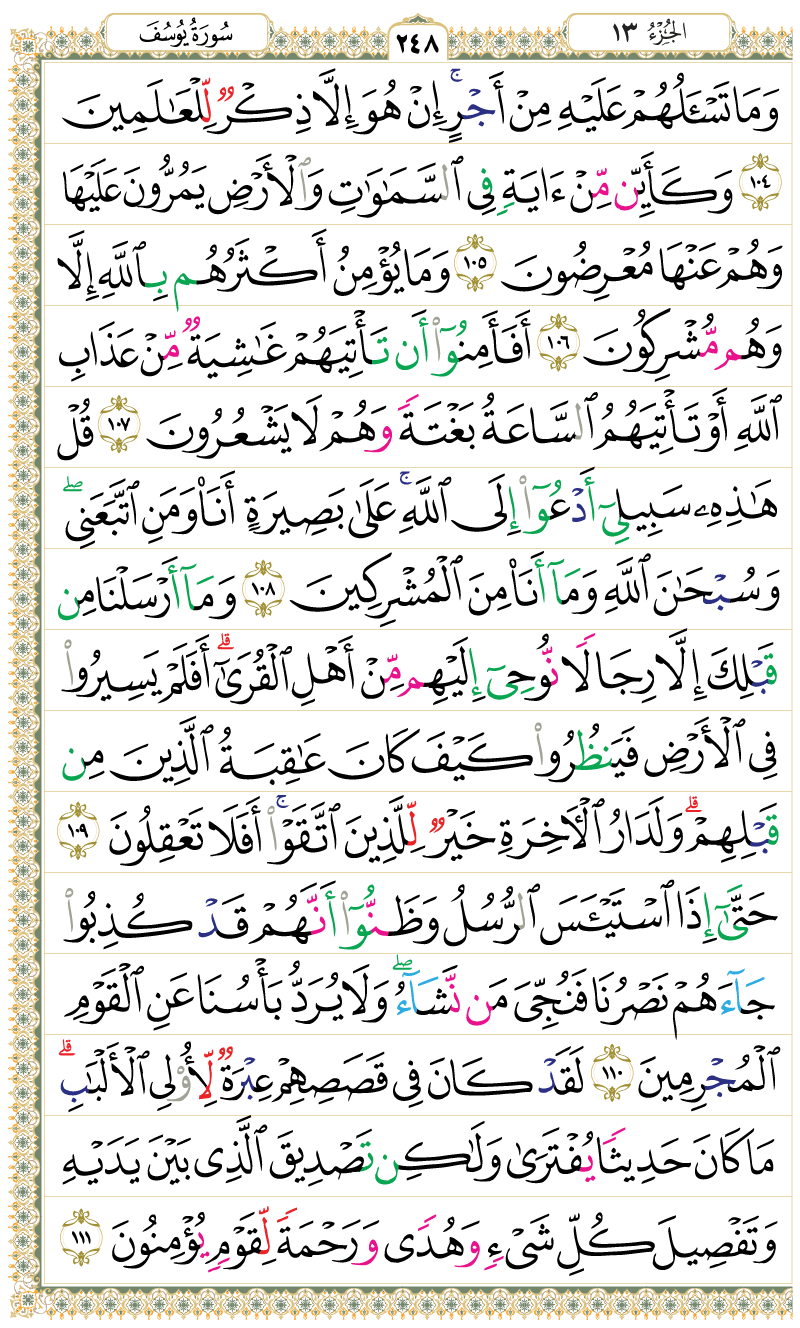 الجُزْءُ ١٣
٢٤٨
سُورَةُ يُوسُفَ
وَمَا تَسْـَٔلُهُمْ عَلَيْهِ مِنْ أَجْرٍ ۚ إِنْ هُوَ إِلَّا ذِكْرٌ لِّلْعَـٰلَمِينَ
١٠٤ وَكَأَيِّن مِّنْ ءَايَةٍ فِى ٱلسَّمَـٰوَٰتِ وَٱلْأَرْضِ يَمُرُّونَ عَلَيْهَا
وَهُمْ عَنْهَا مُعْرِضُونَ ١٠٥ وَمَا يُؤْمِنُ أَكْثَرُهُم بِٱللَّهِ إِلَّا
وَهُم مُّشْرِكُونَ ١٠٦ أَفَأَمِنُوٓا۟ أَن تَأْتِيَهُمْ غَـٰشِيَةٌ مِّنْ عَذَابِ
ٱللَّهِ أَوْ تَأْتِيَهُمُ ٱلسَّاعَةُ بَغْتَةً وَهُمْ لَا يَشْعُرُونَ ١٠٧ قُلْ
هَـٰذِهِۦ سَبِيلِىٓ أَدْعُوٓا۟ إِلَى ٱللَّهِ ۚ عَلَىٰ بَصِيرَةٍ أَنَا۠ وَمَنِ ٱتَّبَعَنِى ۖ
وَسُبْحَـٰنَ ٱللَّهِ وَمَآ أَنَا۠ مِنَ ٱلْمُشْرِكِينَ ١٠٨ وَمَآ أَرْسَلْنَا مِن
قَبْلِكَ إِلَّا رِجَالًا نُّوحِىٓ إِلَيْهِم مِّنْ أَهْلِ ٱلْقُرَىٰٓ ۗ أَفَلَمْ يَسِيرُوا۟
فِى ٱلْأَرْضِ فَيَنظُرُوا۟ كَيْفَ كَانَ عَـٰقِبَةُ ٱلَّذِينَ مِن
قَبْلِهِمْ ۗ وَلَدَارُ ٱلْـَٔاخِرَةِ خَيْرٌ لِّلَّذِينَ ٱتَّقَوْا۟ ۚ أَفَلَا تَعْقِلُونَ ١٠٩
حَتَّىٰٓ إِذَا ٱسْتَيْـَٔسَ ٱلرُّسُلُ وَظَنُّوٓا۟ أَنَّهُمْ قَدْ كُذِبُوا۟
جَآءَهُمْ نَصْرُنَا فَنُجِّىَ مَن نَّشَآءُ ۖ وَلَا يُرَدُّ بَأْسُنَا عَنِ ٱلْقَوْمِ
ٱلْمُجْرِمِينَ ١١٠ لَقَدْ كَانَ فِى قَصَصِهِمْ عِبْرَةٌ لِّأُو۟لِى ٱلْأَلْبَـٰبِ ۗ
مَا كَانَ حَدِيثًا يُفْتَرَىٰ وَلَـٰكِن تَصْدِيقَ ٱلَّذِى بَيْنَ يَدَيْهِ
وَتَفْصِيلَ كُلِّ شَىْءٍ وَهُدًى وَرَحْمَةً لِّقَوْمٍ يُؤْمِنُونَ ١١١